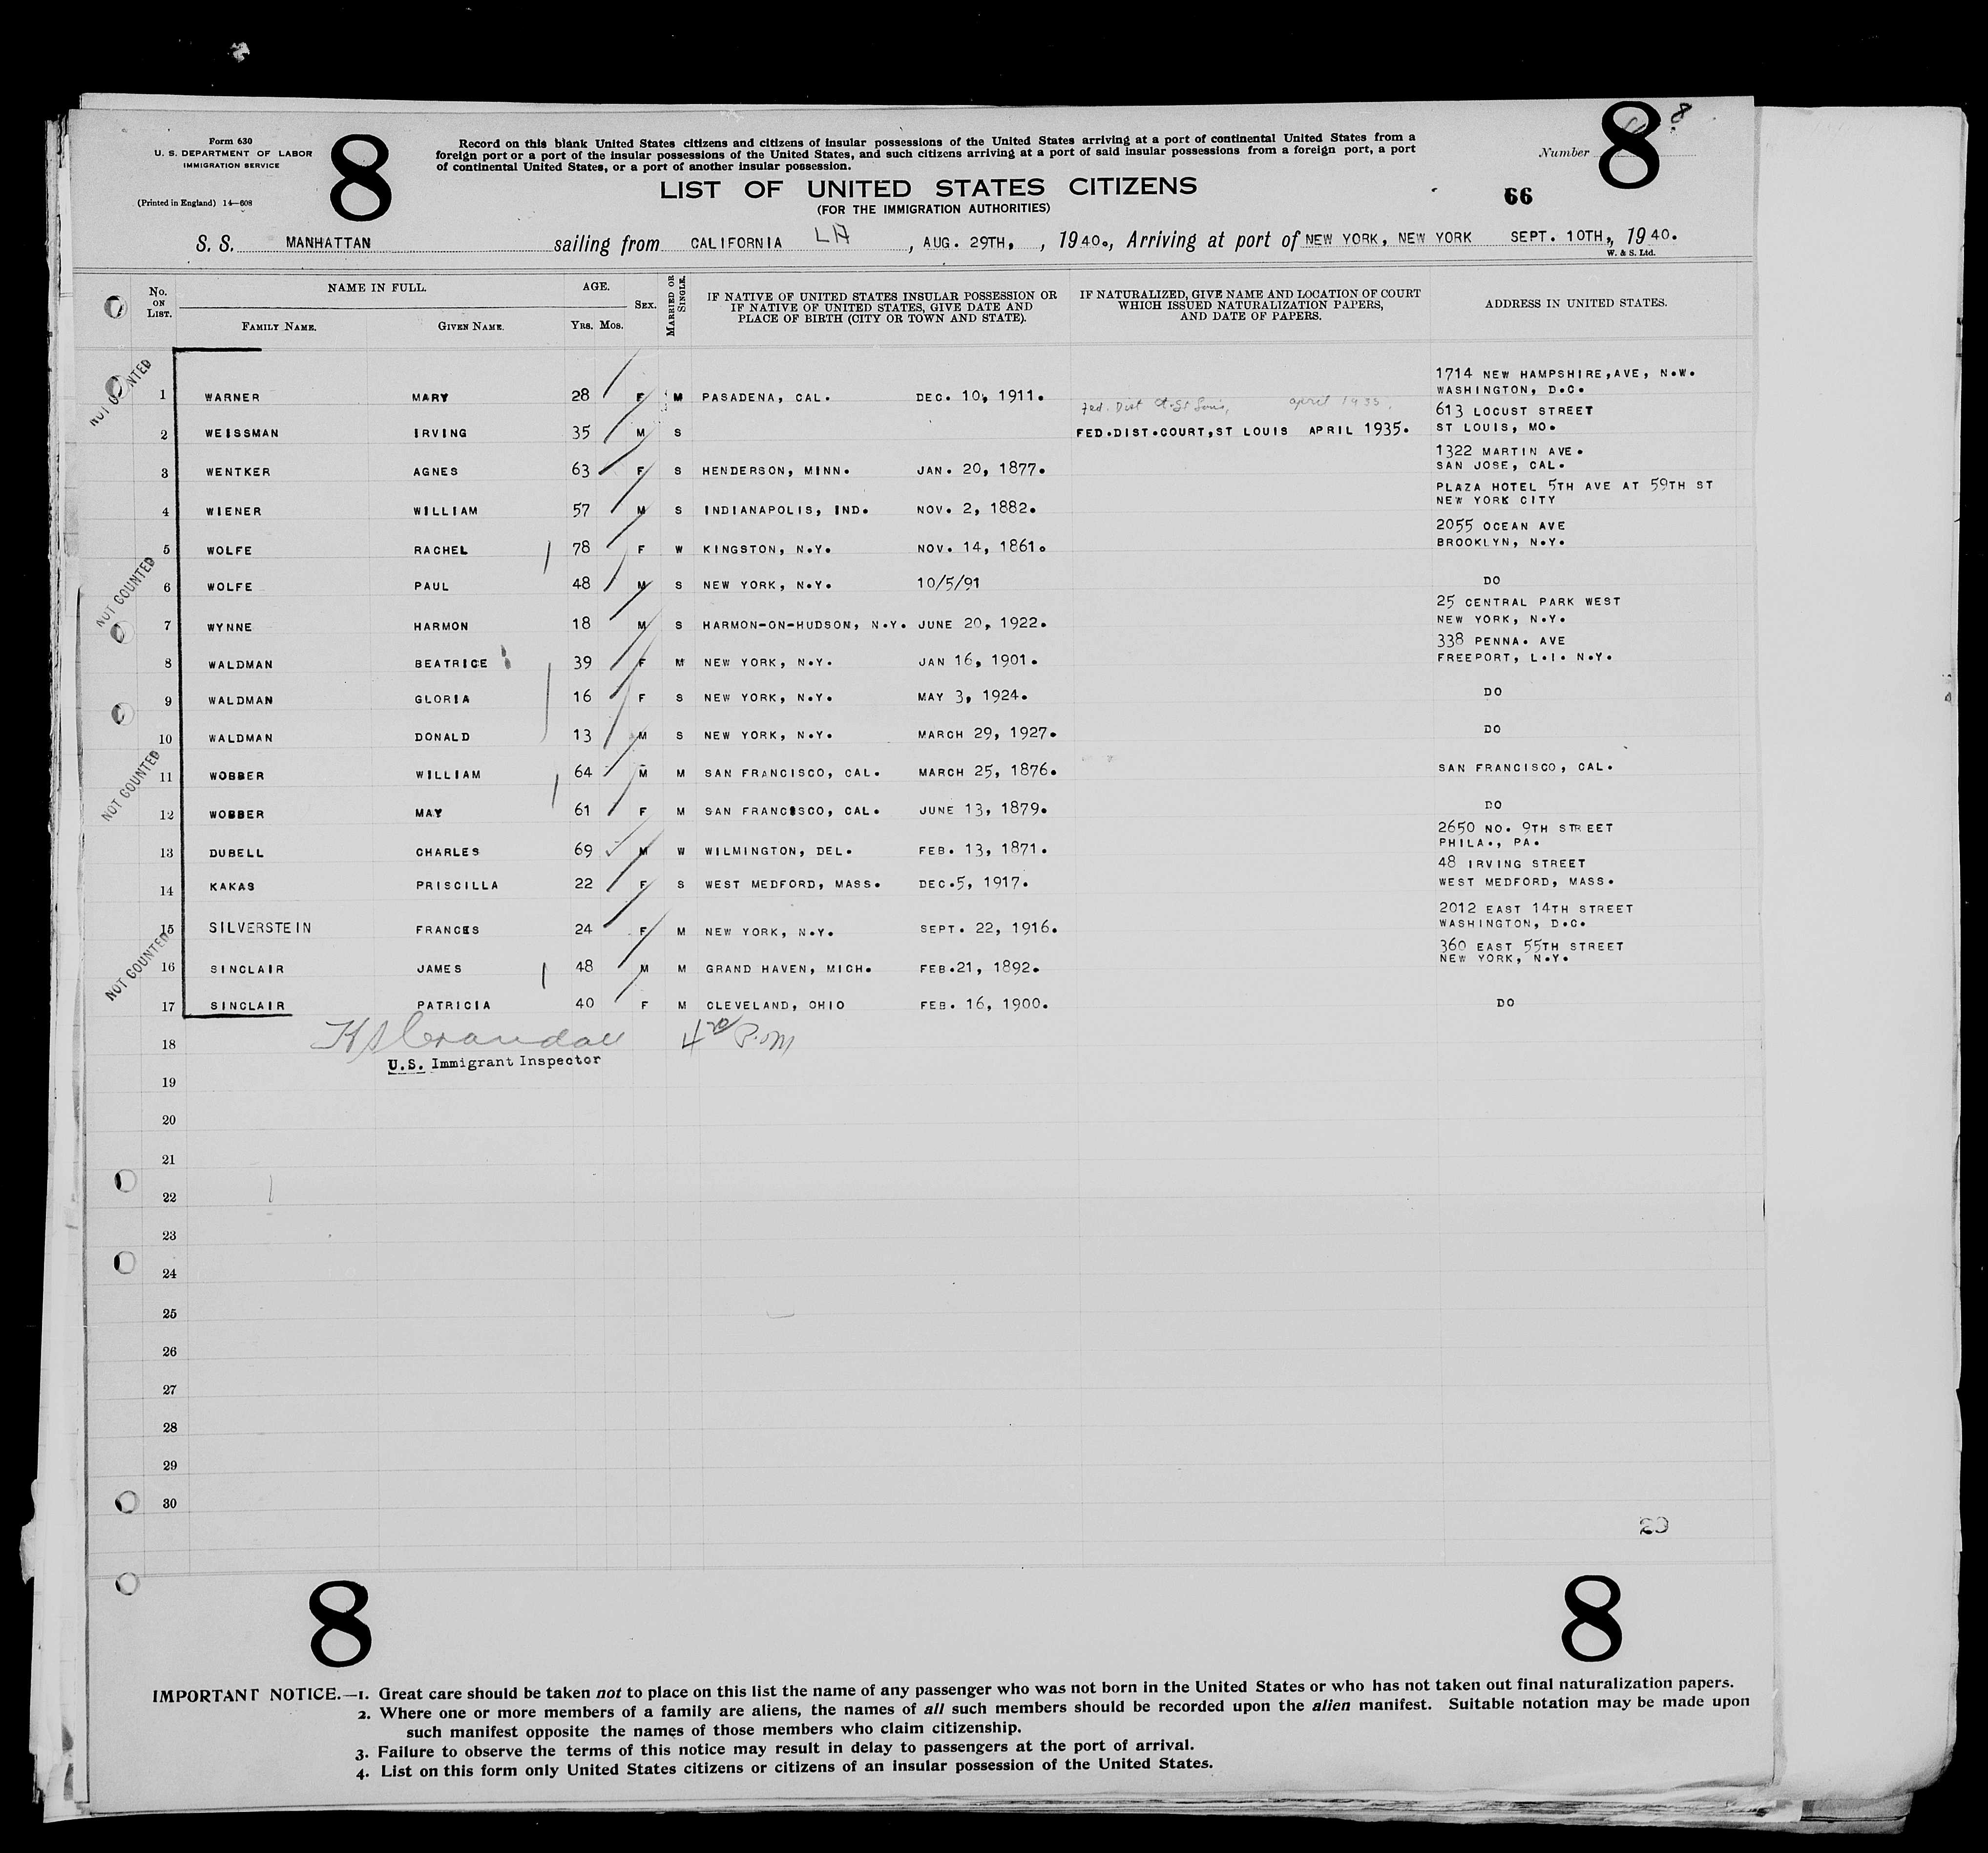 Form 630
U. S. DEPARTMENT OF LABOR
IMMIGRATION SERVICE
(Printed in England) 14—608
8
Record on this blank United States citizens and citizens of insular possessions of the United States arriving at a port of continental United States from a
foreign port or a port of the insular possessions of the United States, and such citizens arriving at a port of said insular possessions from a foreign port, a port
of continental United States, or a port of another insular possession.
LIST OF UNITED STATES CITIZENS
(FOR THE IMMIGRATION AUTHORITIES)
Number
8
8
66
S. S. MANHATTAN sailing from CALIFORNIA LA, AUG. 29TH, , 1940., Arriving at port of NEW YORK, NEW YORK SEPT. 10TH,, 1940.
W. & S. Ltd.
No. ON LIST.
NAME IN FULL.
FAMILY NAME. GIVEN NAME.
AGE.
YRS. MOS.
SEX.
MARRIED OR SINGLE.
IF NATIVE OF UNITED STATES INSULAR POSSESSION OR
IF NATIVE OF UNITED STATES, GIVE DATE AND
PLACE OF BIRTH (CITY OR TOWN AND STATE).
IF NATURALIZED, GIVE NAME AND LOCATION OF COURT
WHICH ISSUED NATURALIZATION PAPERS,
AND DATE OF PAPERS.
ADDRESS IN UNITED STATES.
NOT COUNTED
1714 NEW HAMPSHIRE,AVE, N.W.
1 WARNER MARY 28 F M PASADENA, CAL. DEC. 10, 1911. WASHINGTON, D.C.
Fed. Dist Ct. St Louis, april 1935.
613 LOCUST STREET
2 WEISSMAN IRVING 35 M S FED.DIST.COURT,ST LOUIS APRIL 1935. ST LOUIS, MO.
1322 MARTIN AVE.
3 WENTKER AGNES 63 F S HENDERSON, MINN. JAN. 20, 1877. SAN JOSE, CAL.
PLAZA HOTEL 5TH AVE AT 59TH ST
4 WIENER WILLIAM 57 M S INDIANAPOLIS, IND. NOV. 2, 1882. NEW YORK CITY
2055 OCEAN AVE
5 WOLFE RACHEL 78 F W KINGSTON, N.Y. NOV. 14, 1861. BROOKLYN, N.Y.
NOT COUNTED
6 WOLFE PAUL 48 M S NEW YORK, N.Y. 10/5/91 DO
25 CENTRAL PARK WEST
7 WYNNE HARMON 18 M S HARMON-ON-HUDSON, N.Y. JUNE 20, 1922. NEW YORK, N.Y.
338 PENNA. AVE
8 WALDMAN BEATRICE 39 F M NEW YORK, N.Y. JAN 16, 1901. FREEPORT, L.I. N.Y.
9 WALDMAN GLORIA 16 F S NEW YORK, N.Y. MAY 3, 1924. DO
10 WALDMAN DONALD 13 M S NEW YORK, N.Y. MARCH 29, 1927. DO
NOT COUNTED
11 WOBBER WILLIAM 64 M M SAN FRANCISCO, CAL. MARCH 25, 1876. SAN FRANCISCO, CAL.
12 WOBBER MAY 61 F M SAN FRANCISCO, CAL. JUNE 13, 1879. DO
2650 NO. 9TH STREET
13 DUBELL CHARLES 69 M W WILMINGTON, DEL. FEB. 13, 1871. PHILA., PA.
48 IRVING STREET
14 KAKAS PRISCILLA 22 F S WEST MEDFORD, MASS. DEC.5, 1917. WEST MEDFORD, MASS.
2012 EAST 14TH STREET
15 SILVERSTEIN FRANCES 24 F M NEW YORK, N.Y. SEPT. 22, 1916. WASHINGTON, D.C.
NOT COUNTED
360 EAST 55TH STREET
16 SINCLAIR JAMES 48 M M GRAND HAVEN, MICH. FEB.21, 1892. NEW YORK, N.Y.
17 SINCLAIR PATRICIA 40 F M CLEVELAND, OHIO FEB. 16, 1900. DO
18 P.M
U.S. Immigrant Inspector
19
20
21
22
23
24
25
26
27
28
29
30
8
8
IMPORTANT NOTICE.—1. Great care should be taken not to place on this list the name of any passenger who was not born in the United States or who has not taken out final naturalization papers.
2. Where one or more members of a family are aliens, the names of all such members should be recorded upon the alien manifest. Suitable notation may be made upon
such manifest opposite the names of those members who claim citizenship.
3. Failure to observe the terms of this notice may result in delay to passengers at the port of arrival.
4. List on this form only United States citizens or citizens of an insular possession of the United States.